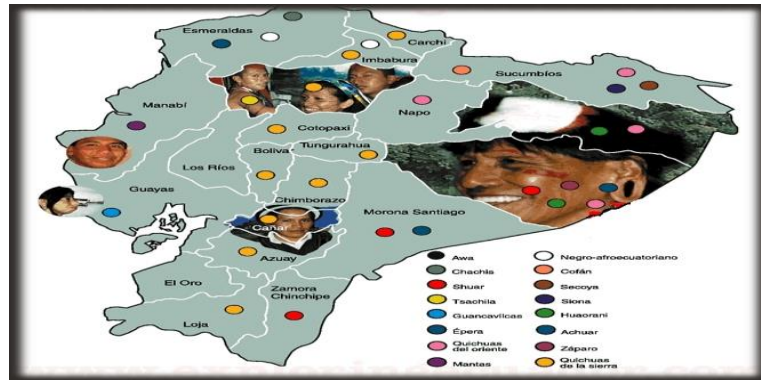 Esmeraldas
Carchi
Imbabura
Sucumbíos
Manabí
Napo
Cotopaxi
Los Ríos
Boliva
Tungurahua
Guayas
Chimborazo
Morona Santiago
Cañar
Azuay
El Oro
Zamora
Chinchipe
Loja
Awa
Chachis
Shuar
Tsachila
Guancavilcas
Épera
Quichuas
del oriente
Mantas
Negro-afroecuatoriano
Cofán
Secoya
Siona
Huaorani
Achuar
Záparo
Quichuas
de la sierra